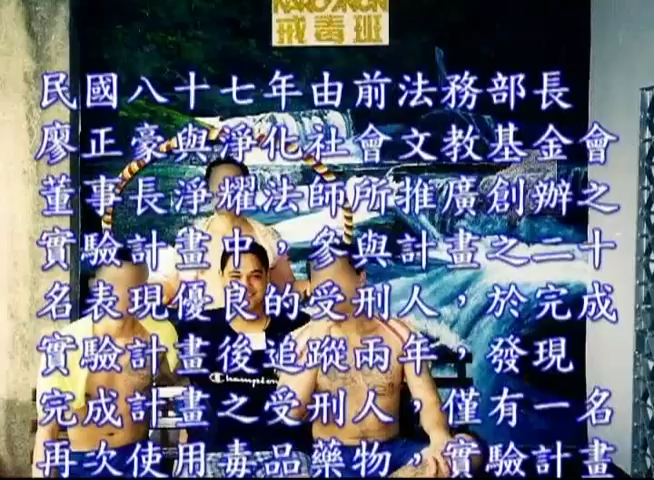 NARCONON
戒毒班
民國八十七年由前法務部長
廖正豪與淨化社會文教基金會
董事長淨耀法師所推廣創辦之
實驗計畫中，參與計畫之二十
名表現優良的受刑人，於完成
實驗計畫後追蹤兩年，發現
完成計畫之受刑人，僅有一名
再次使用毒品藥物，實驗計畫
Champion